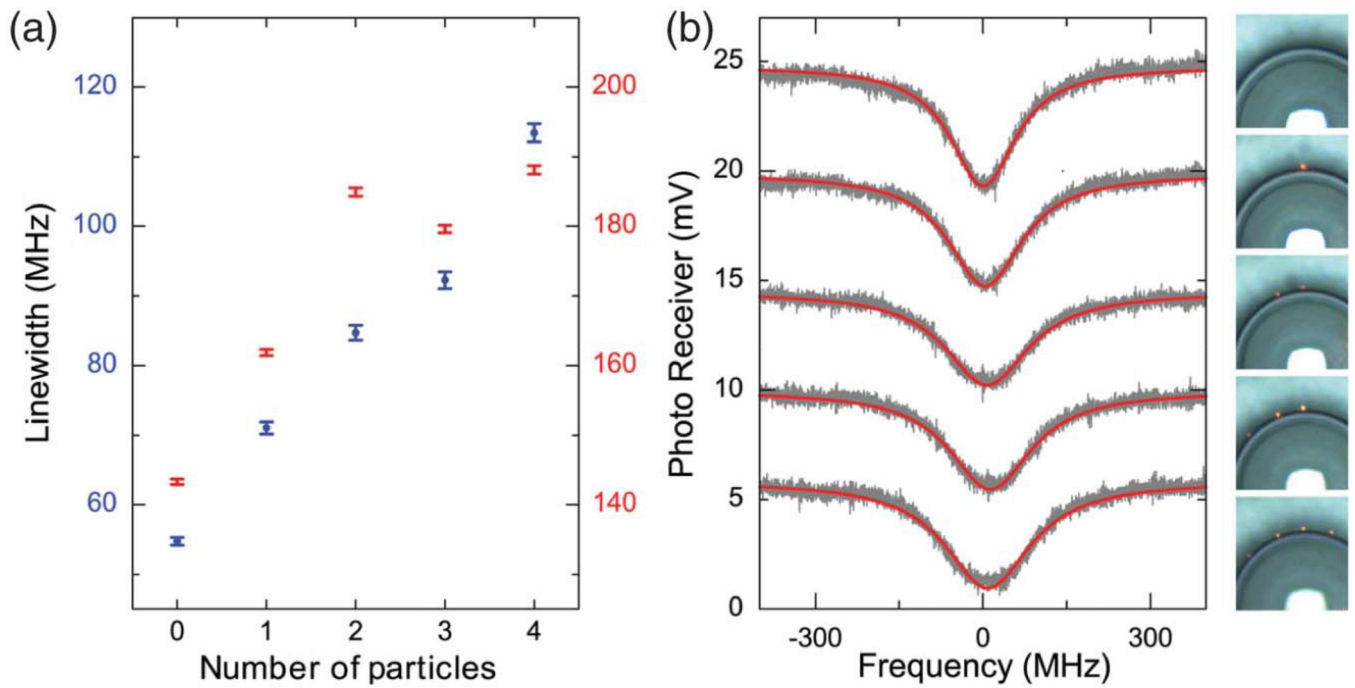 (a)
Linewidth (MHz)
120
100
80
60
200
180
160
140
0 1 2 3 4
Number of particles
(b)
Photo Receiver (mV)
25
20
15
10
5
0
-300 0 300
Frequency (MHz)